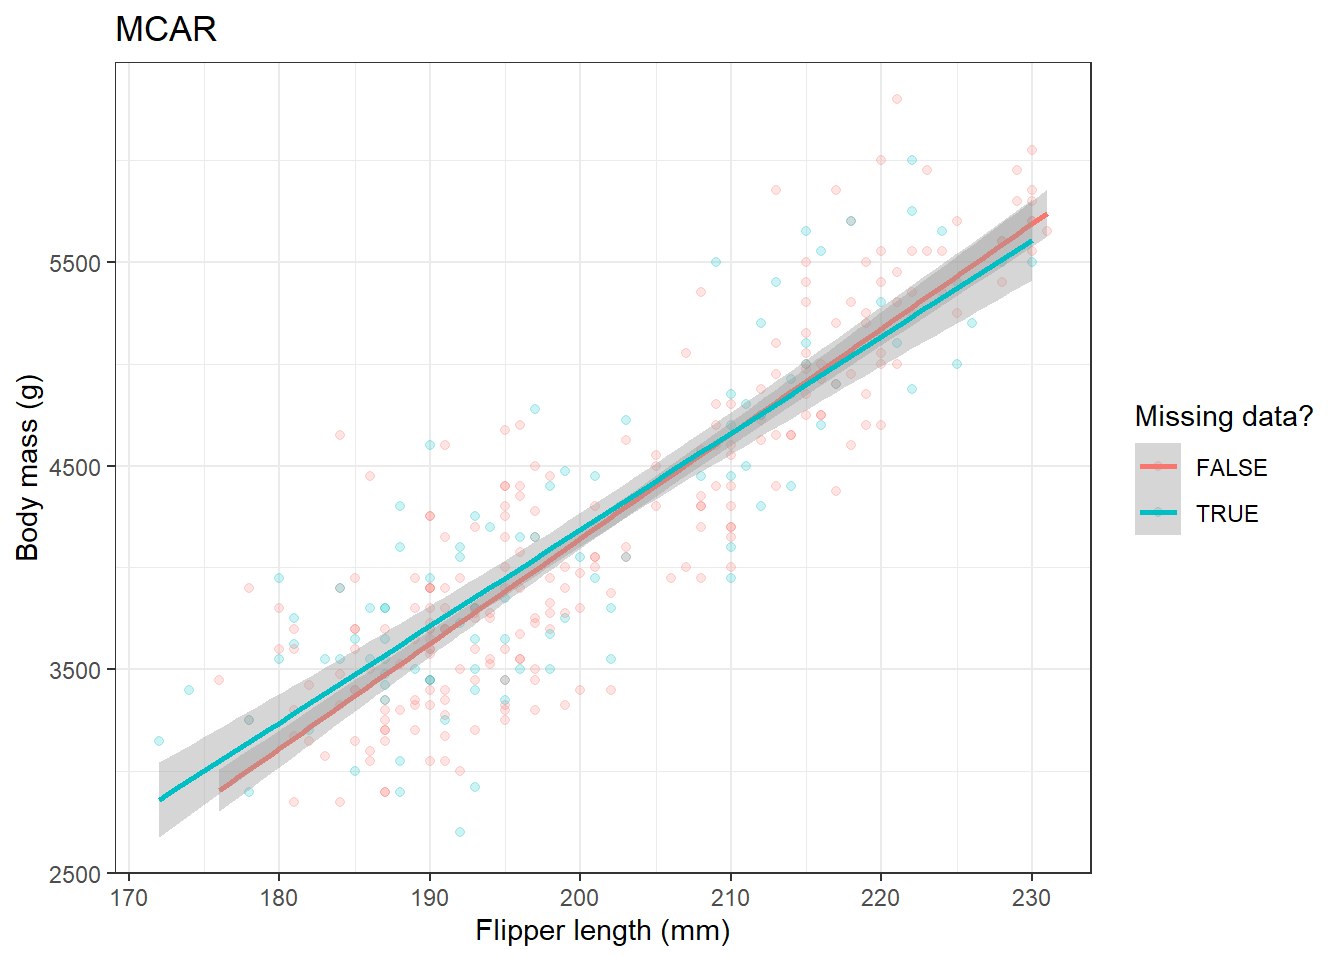 MCAR
Body mass (g)
5500
4500
3500
2500
170 180 190 200 210 220 230
Flipper length (mm)
Missing data?
FALSE
TRUE